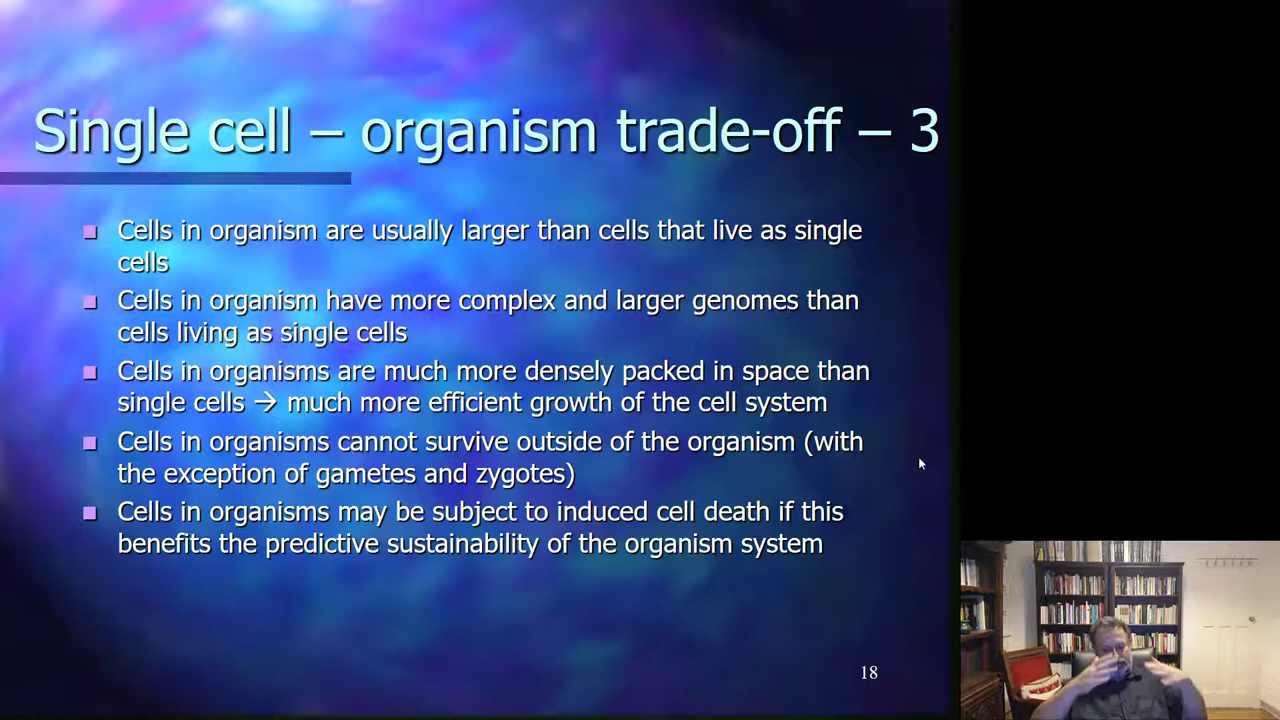 Single cell – organism trade-off – 3
■ Cells in organism are usually larger than cells that live as single
cells
■ Cells in organism have more complex and larger genomes than
cells living as single cells
■ Cells in organisms are much more densely packed in space than
single cells → much more efficient growth of the cell system
■ Cells in organisms cannot survive outside of the organism (with
the exception of gametes and zygotes)
■ Cells in organisms may be subject to induced cell death if this
benefits the predictive sustainability of the organism system
18